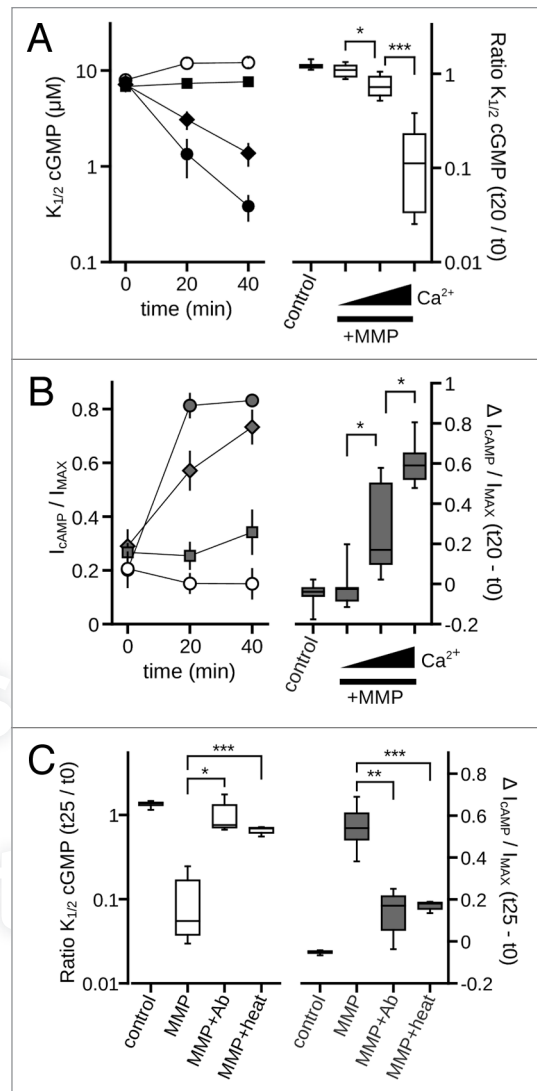 A
K1/2 cGMP (µM)
10
1
0.1
0 20 40
time (min)
* ***
Ratio K1/2 cGMP (t20 / t0)
1
0.1
0.01
control
Ca2+
+MMP
B
IcAMP / IMAX
0.8
0.6
0.4
0.2
0
0 20 40
time (min)
* *
Δ IcAMP / IMAX (t20 - t0)
1
0.8
0.6
0.4
0.2
0
-0.2
control
Ca2+
+MMP
C
Ratio K1/2 cGMP (t25 / t0)
1
0.1
0.01
***
*
control
MMP
MMP+Ab
MMP+heat
***
**
Δ IcAMP / IMAX (t25 - t0)
0.8
0.6
0.4
0.2
0
-0.2
control
MMP
MMP+Ab
MMP+heat